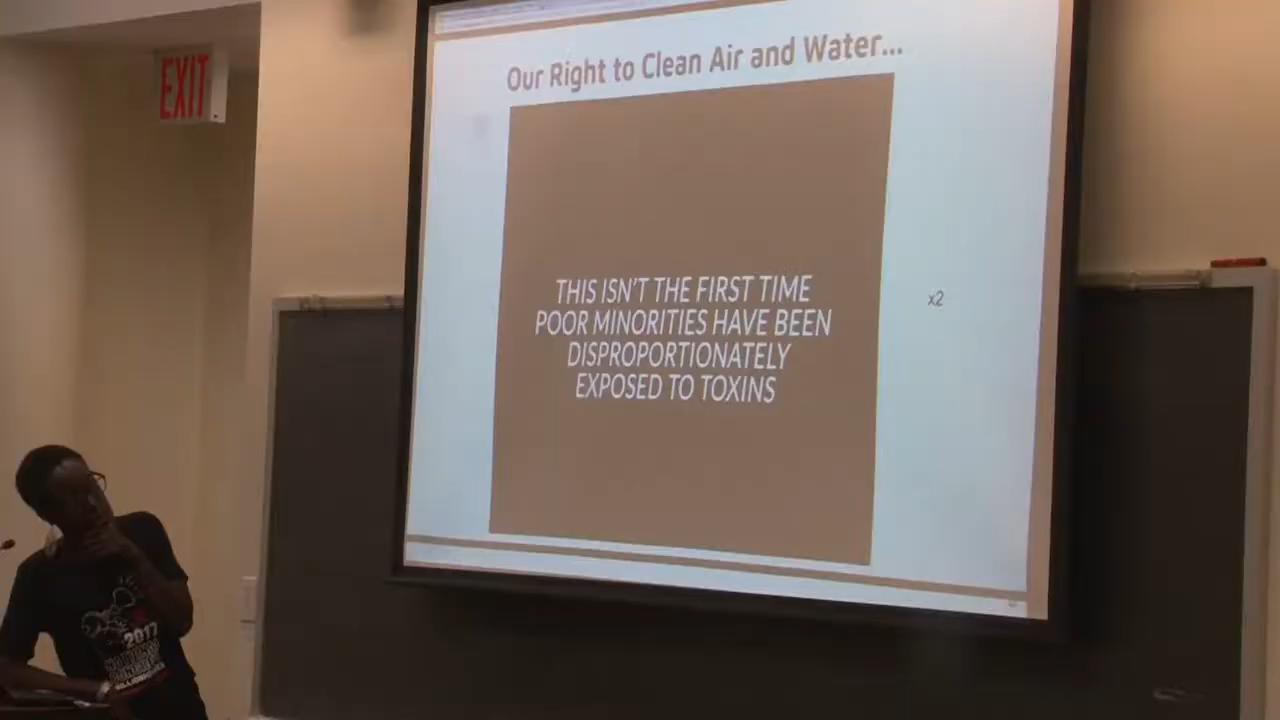 EXIT
Our Right to Clean Air and Water...
THIS ISN'T THE FIRST TIME
POOR MINORITIES HAVE BEEN
DISPROPORTIONATELY
EXPOSED TO TOXINS
x2
2017